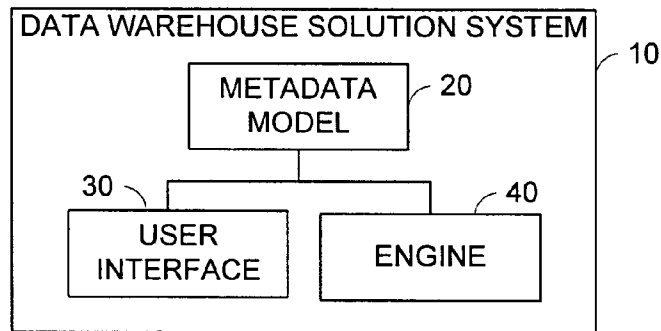 DATA WAREHOUSE SOLUTION SYSTEM
10
METADATA
MODEL
20
30
USER
INTERFACE
40
ENGINE